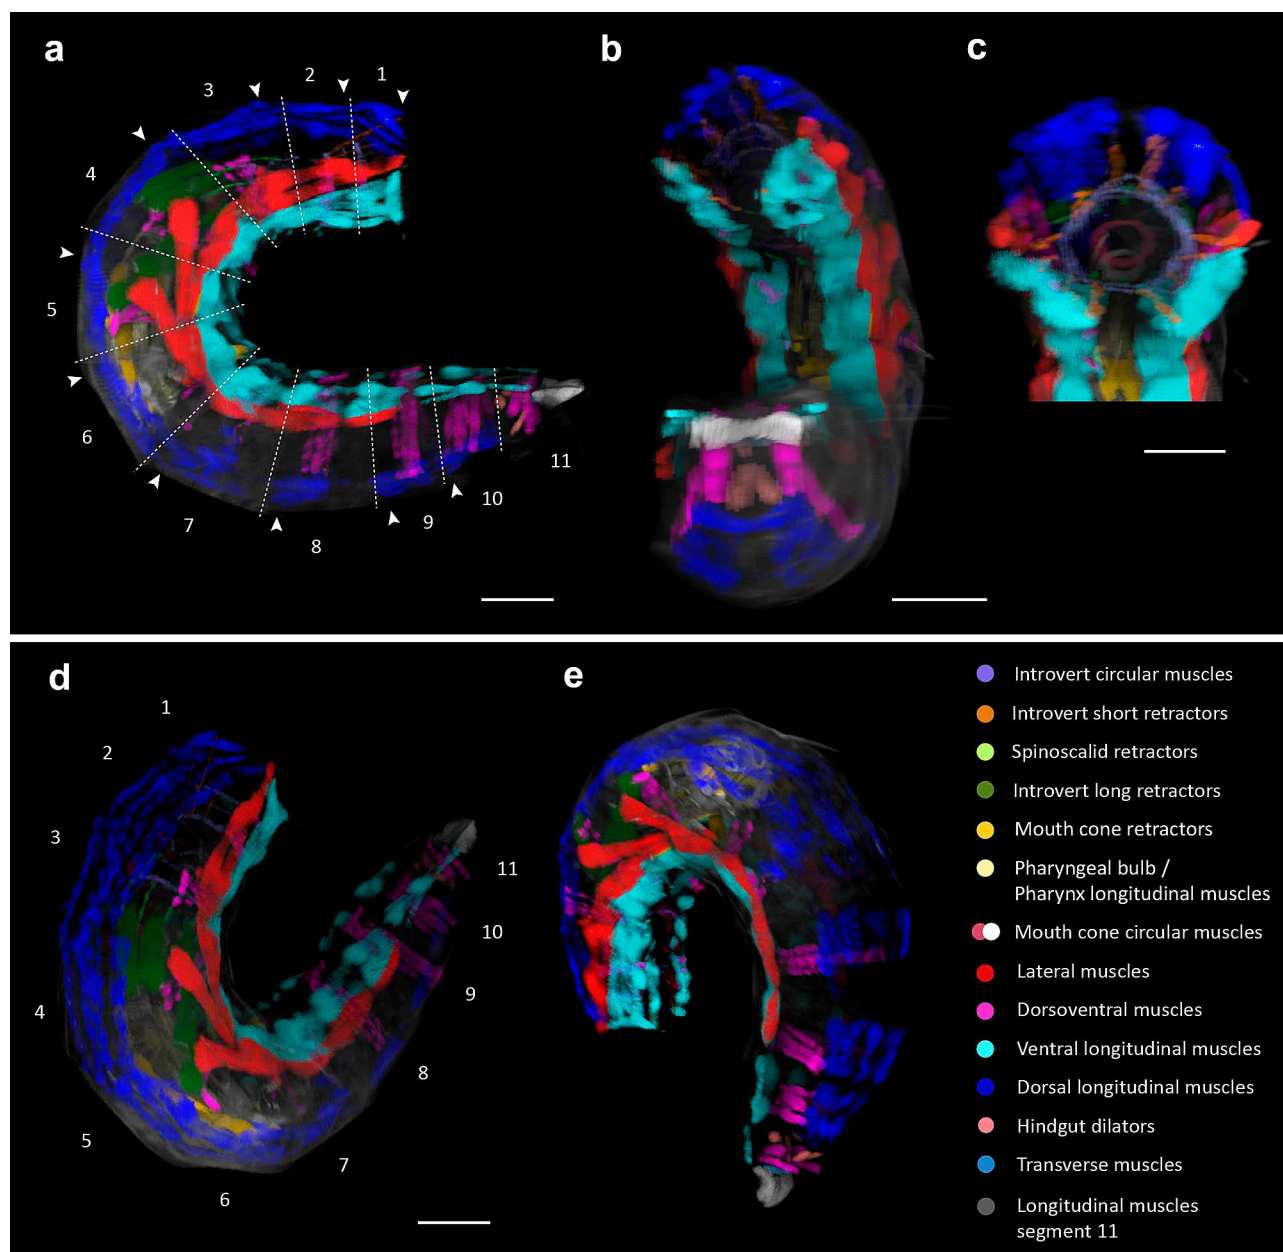 a
b
c
3
2
1
4
5
6
7
8
9
10
11
d
e
1
2
3
4
5
6
7
8
9
10
11
Introvert circular muscles
Introvert short retractors
Spinoscalid retractors
Introvert long retractors
Mouth cone retractors
Pharyngeal bulb /
Pharynx longitudinal muscles
Mouth cone circular muscles
Lateral muscles
Dorsoventral muscles
Ventral longitudinal muscles
Dorsal longitudinal muscles
Hindgut dilators
Transverse muscles
Longitudinal muscles
segment 11